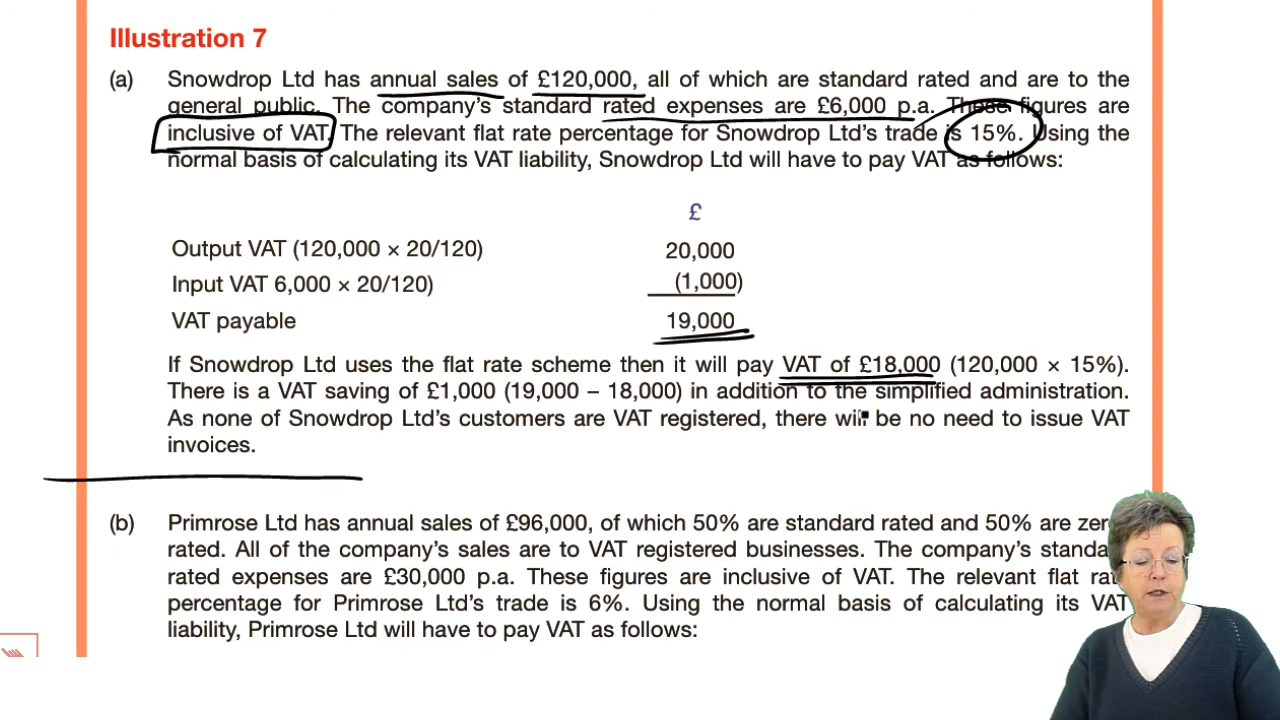 Illustration 7
(a) Snowdrop Ltd has annual sales of £120,000, all of which are standard rated and are to the
general public. The company's standard rated expenses are £6,000 p.a. These figures are
inclusive of VAT. The relevant flat rate percentage for Snowdrop Ltd's trade is 15%. Using the
normal basis of calculating its VAT liability, Snowdrop Ltd will have to pay VAT as follows:
£
Output VAT (120,000 × 20/120) 20,000
Input VAT 6,000 × 20/120) (1,000)
VAT payable 19,000
If Snowdrop Ltd uses the flat rate scheme then it will pay VAT of £18,000 (120,000 × 15%).
There is a VAT saving of £1,000 (19,000 – 18,000) in addition to the simplified administration.
As none of Snowdrop Ltd's customers are VAT registered, there will be no need to issue VAT
invoices.
(b) Primrose Ltd has annual sales of £96,000, of which 50% are standard rated and 50% are zer
rated. All of the company's sales are to VAT registered businesses. The company's standa
rated expenses are £30,000 p.a. These figures are inclusive of VAT. The relevant flat rat
percentage for Primrose Ltd's trade is 6%. Using the normal basis of calculating its VAT
liability, Primrose Ltd will have to pay VAT as follows: